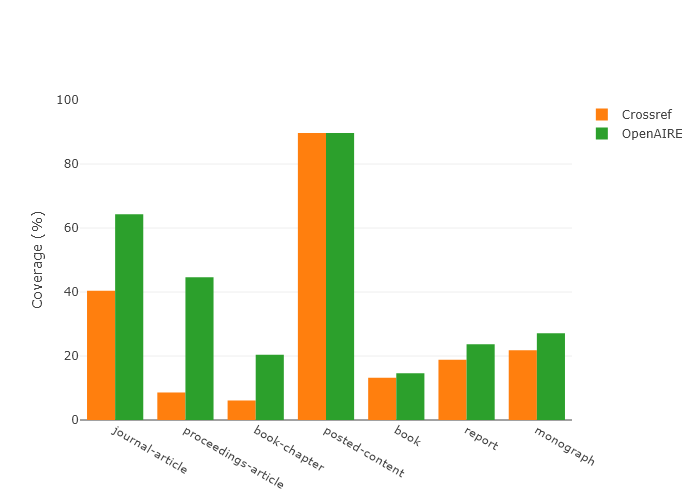 100
80
60
40
20
0
Coverage (%)
journal-article
proceedings-article
book-chapter
posted-content
book
report
monograph
Crossref
OpenAIRE